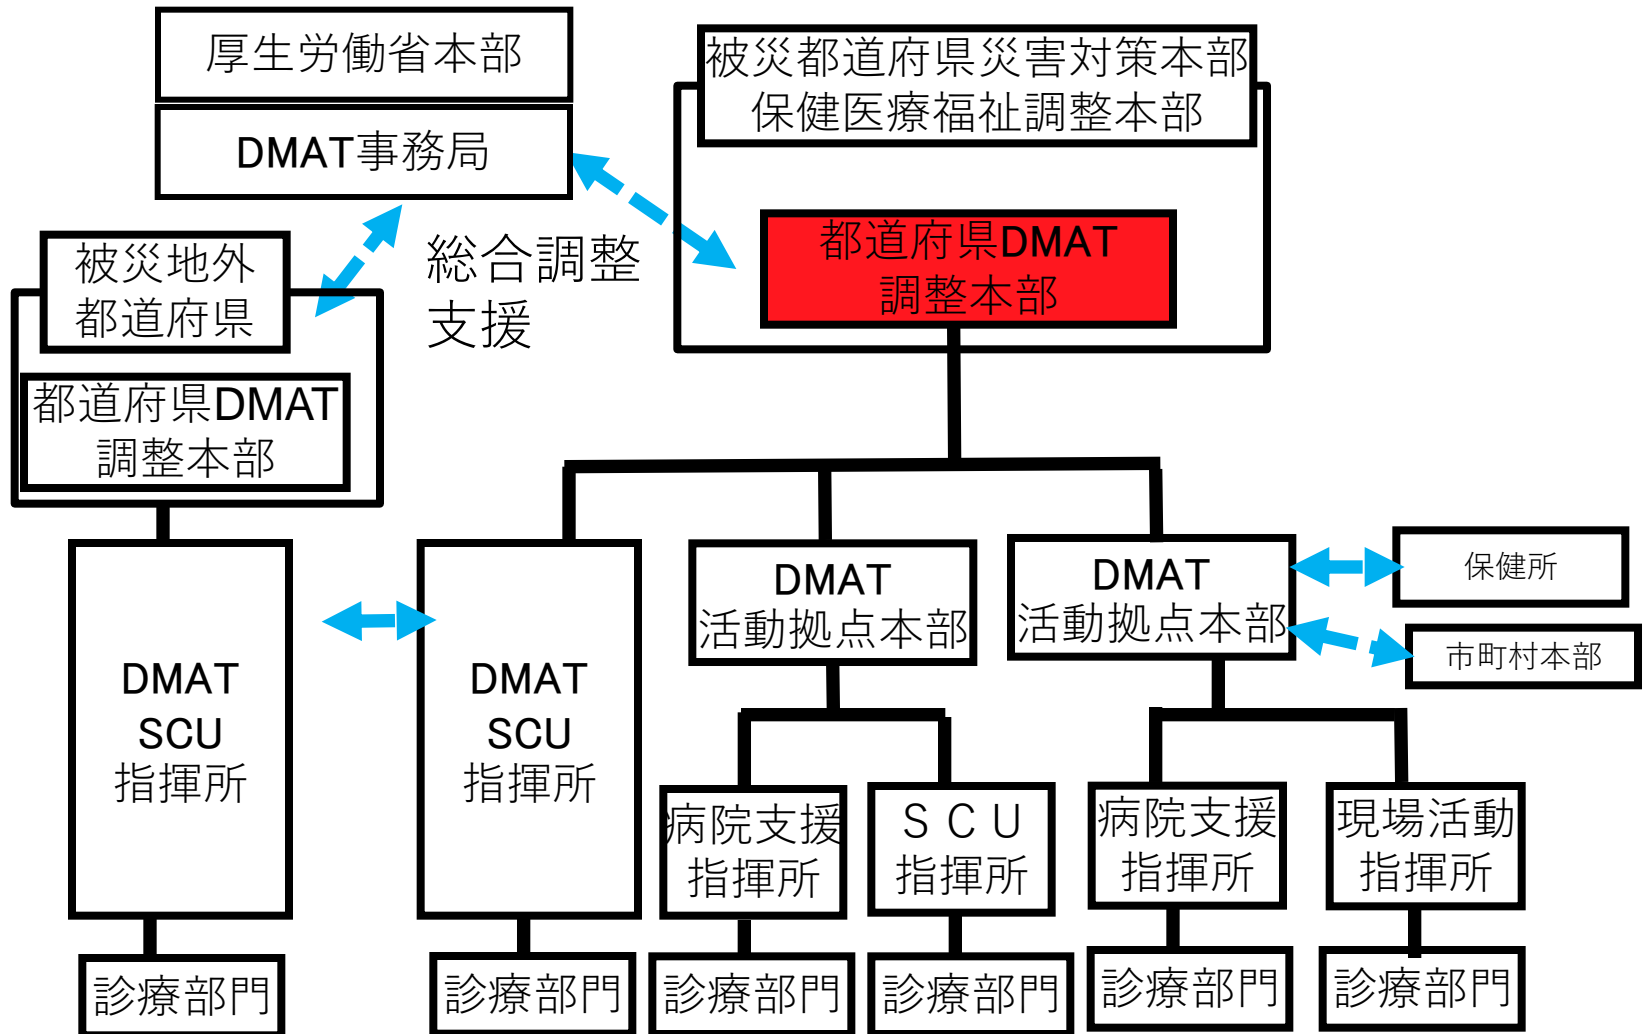 厚生労働省本部
DMAT事務局
被災都道府県災害対策本部
保健医療福祉調整本部
都道府県DMAT
調整本部
総合調整
支援
被災地外
都道府県
都道府県DMAT
調整本部
DMAT
SCU
指揮所
DMAT
SCU
指揮所
DMAT
活動拠点本部
DMAT
活動拠点本部
保健所
市町村本部
病院支援
指揮所
ＳＣＵ
指揮所
病院支援
指揮所
現場活動
指揮所
診療部門
診療部門
診療部門
診療部門
診療部門
診療部門